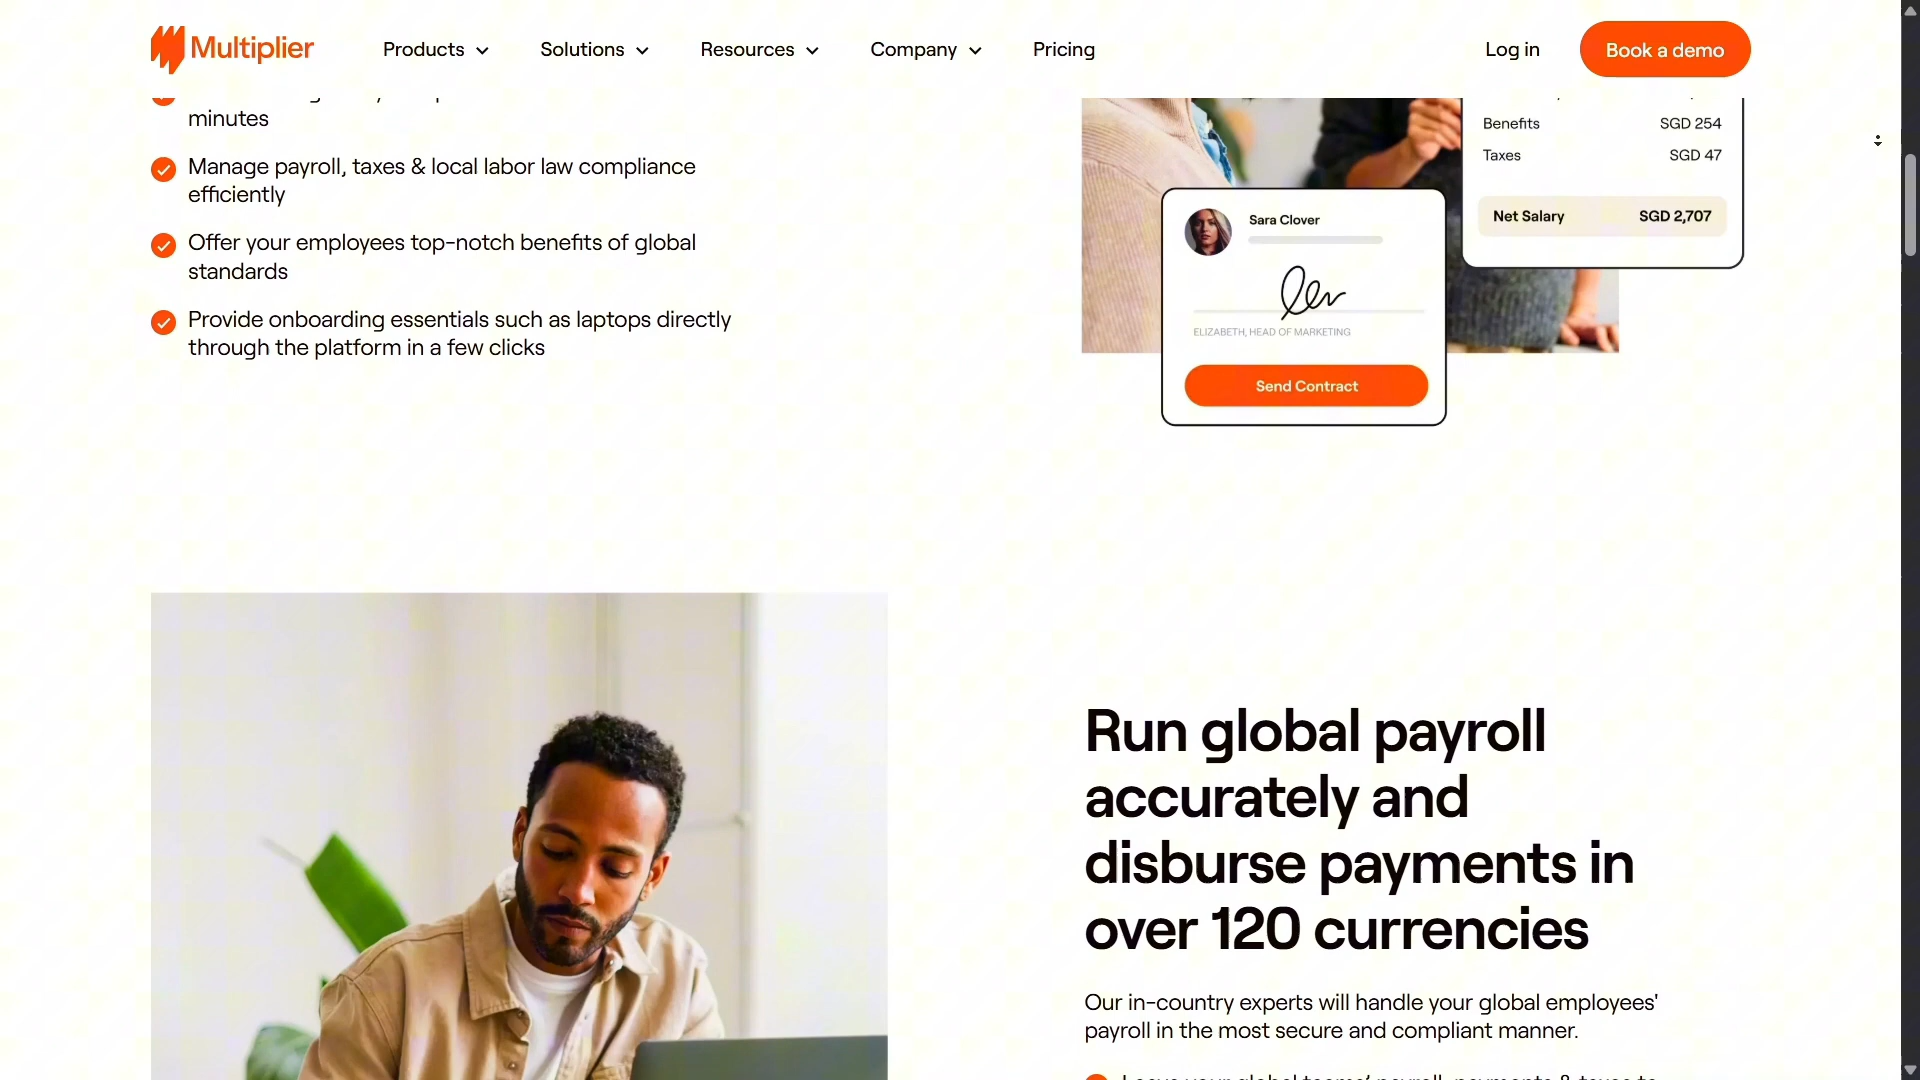 Multiplier
Products
Solutions
Resources
Company
Pricing
Log in
Book a demo
minutes
Manage payroll, taxes & local labor law compliance
efficiently
Offer your employees top-notch benefits of global
standards
Provide onboarding essentials such as laptops directly
through the platform in a few clicks
Benefits SGD 254
Taxes SGD 47
Net Salary SGD 2,707
Sara Clover
ELIZABETH, HEAD OF MARKETING
Send Contract
Run global payroll
accurately and
disburse payments in
over 120 currencies
Our in-country experts will handle your global employees'
payroll in the most secure and compliant manner.